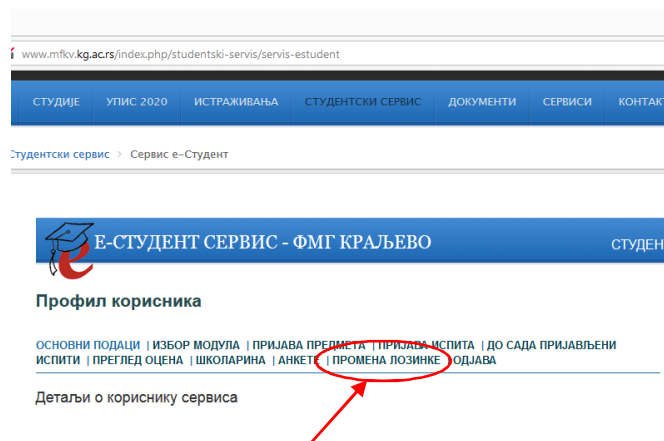 www.mfkv.kg.ac.rs/index.php/studentski-servis/servis-estudent
СТУДИЈЕ УПИС 2020 ИСТРАЖИВАЊА СТУДЕНТСКИ СЕРВИС ДОКУМЕНТИ СЕРВИСИ КОНТАКТ
Студентски сервис > Сервис е-Студент
Е-СТУДЕНТ СЕРВИС - ФМГ КРАЉЕВО СТУДЕН
Профил корисника
ОСНОВНИ ПОДАЦИ | ИЗБОР МОДУЛА | ПРИЈАВА ПРЕДМЕТА | ПРИЈАВА ИСПИТА | ДО САДА ПРИЈАВЉЕНИ
ИСПИТИ | ПРЕГЛЕД ОЦЕНА | ШКОЛАРИНА | АНКЕТЕ | ПРОМЕНА ЛОЗИНКЕ | ОДЈАВА
Детаљи о кориснику сервиса